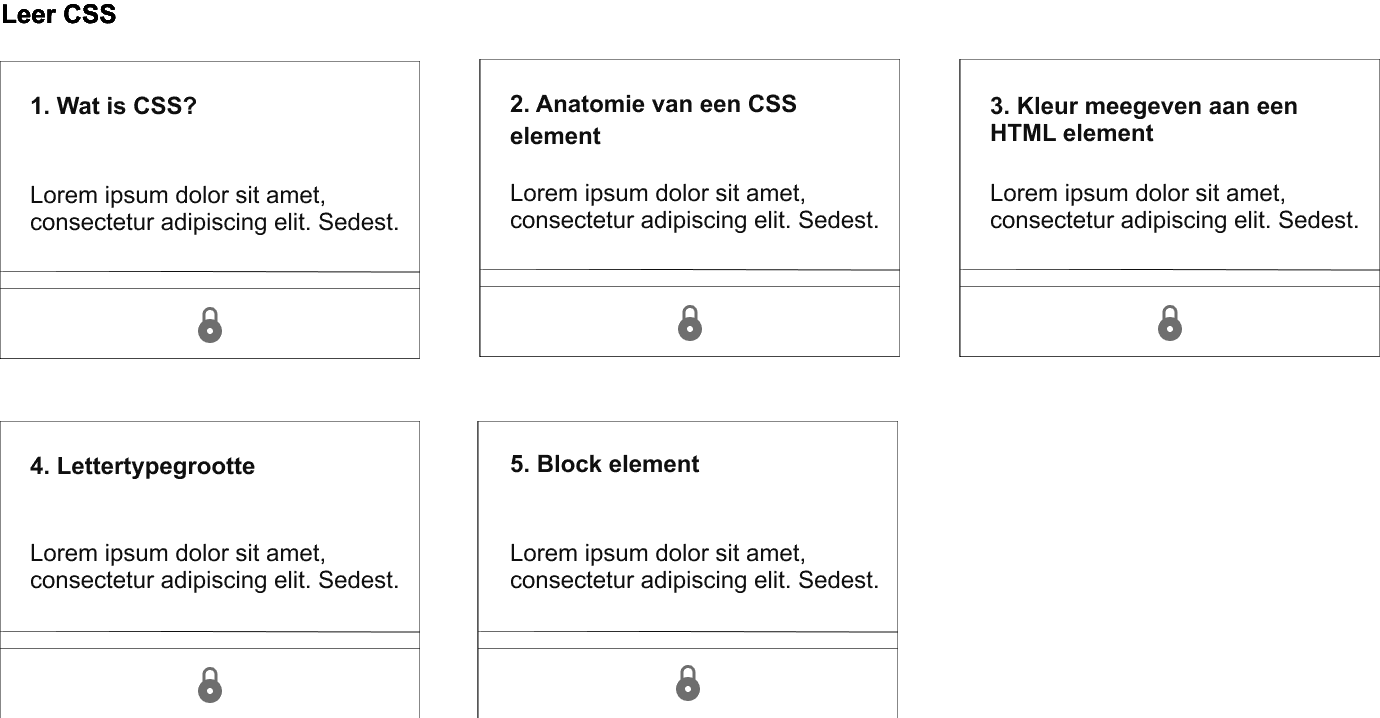 Leer CSS
1. Wat is CSS?
Lorem ipsum dolor sit amet,
consectetur adipiscing elit. Sedest.
2. Anatomie van een CSS
element
Lorem ipsum dolor sit amet,
consectetur adipiscing elit. Sedest.
3. Kleur meegeven aan een
HTML element
Lorem ipsum dolor sit amet,
consectetur adipiscing elit. Sedest.
4. Lettertypegrootte
Lorem ipsum dolor sit amet,
consectetur adipiscing elit. Sedest.
5. Block element
Lorem ipsum dolor sit amet,
consectetur adipiscing elit. Sedest.